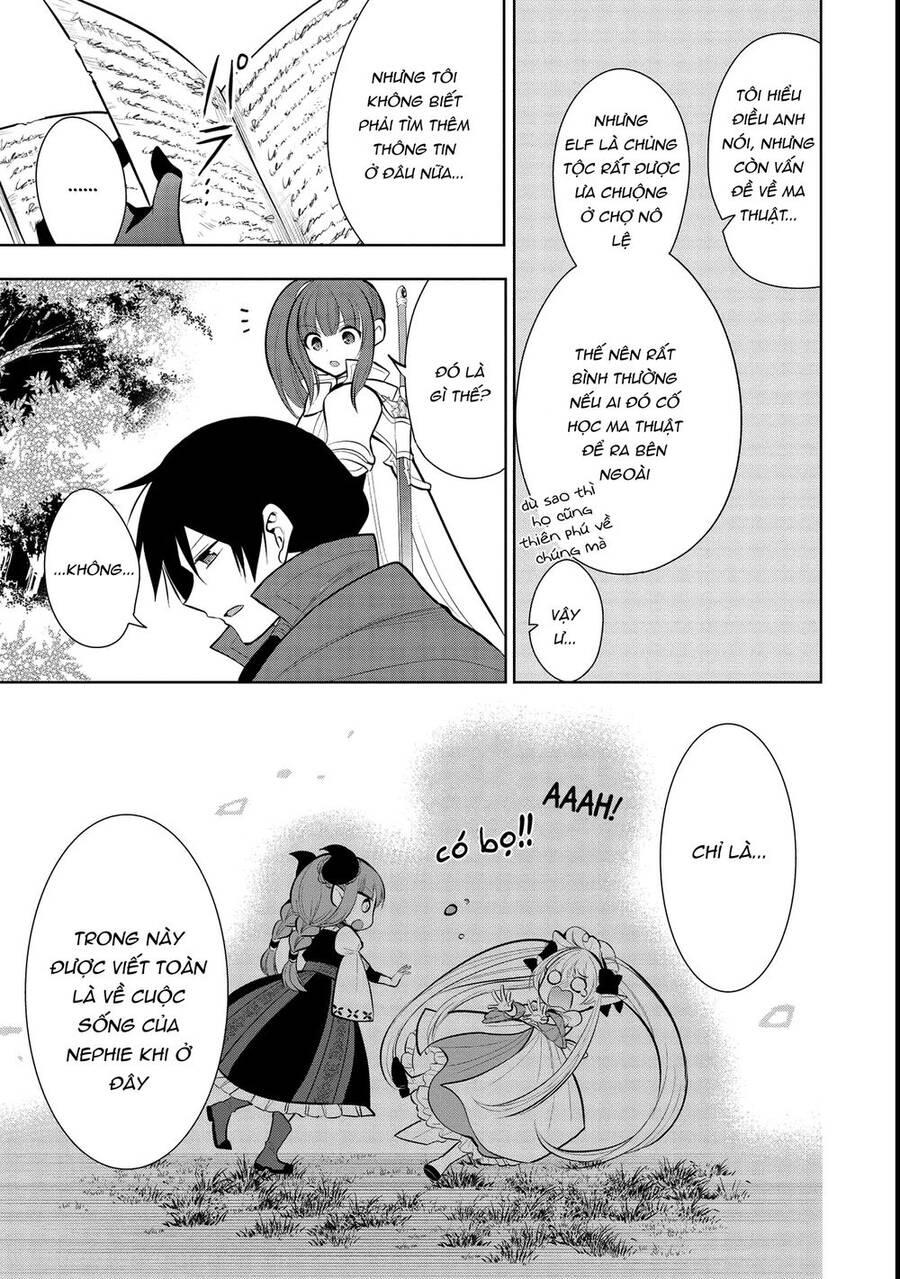 TÔI HIỂU
ĐIỀU ANH
NÓI, NHƯNG
CÒN VẤN
ĐỀ VỀ MA
THUẬT...
NHƯNG
ELF LÀ CHỦNG
TỘC RẤT ĐƯỢC
ƯA CHUỘNG
Ở CHỢ NÔ
LỆ
THẾ NÊN RẤT
BÌNH THƯỜNG
NẾU AI ĐÓ CỐ
HỌC MA THUẬT
ĐỂ RA BÊN
NGOÀI
dù sao thì
họ cũng
thiên phú về
chúng mà
VẬY
Ư...
NHƯNG TÔI
KHÔNG BIẾT
PHẢI TÌM THÊM
THÔNG TIN
Ở ĐÂU NỮA...
......
ĐÓ LÀ
GÌ THẾ?
...KHÔNG...
CHỈ LÀ...
AAAH!
có bọ!!
TRONG NÀY
ĐƯỢC VIẾT TOÀN
LÀ VỀ CUỘC
SỐNG CỦA
NEPHIE KHI Ở
ĐÂY